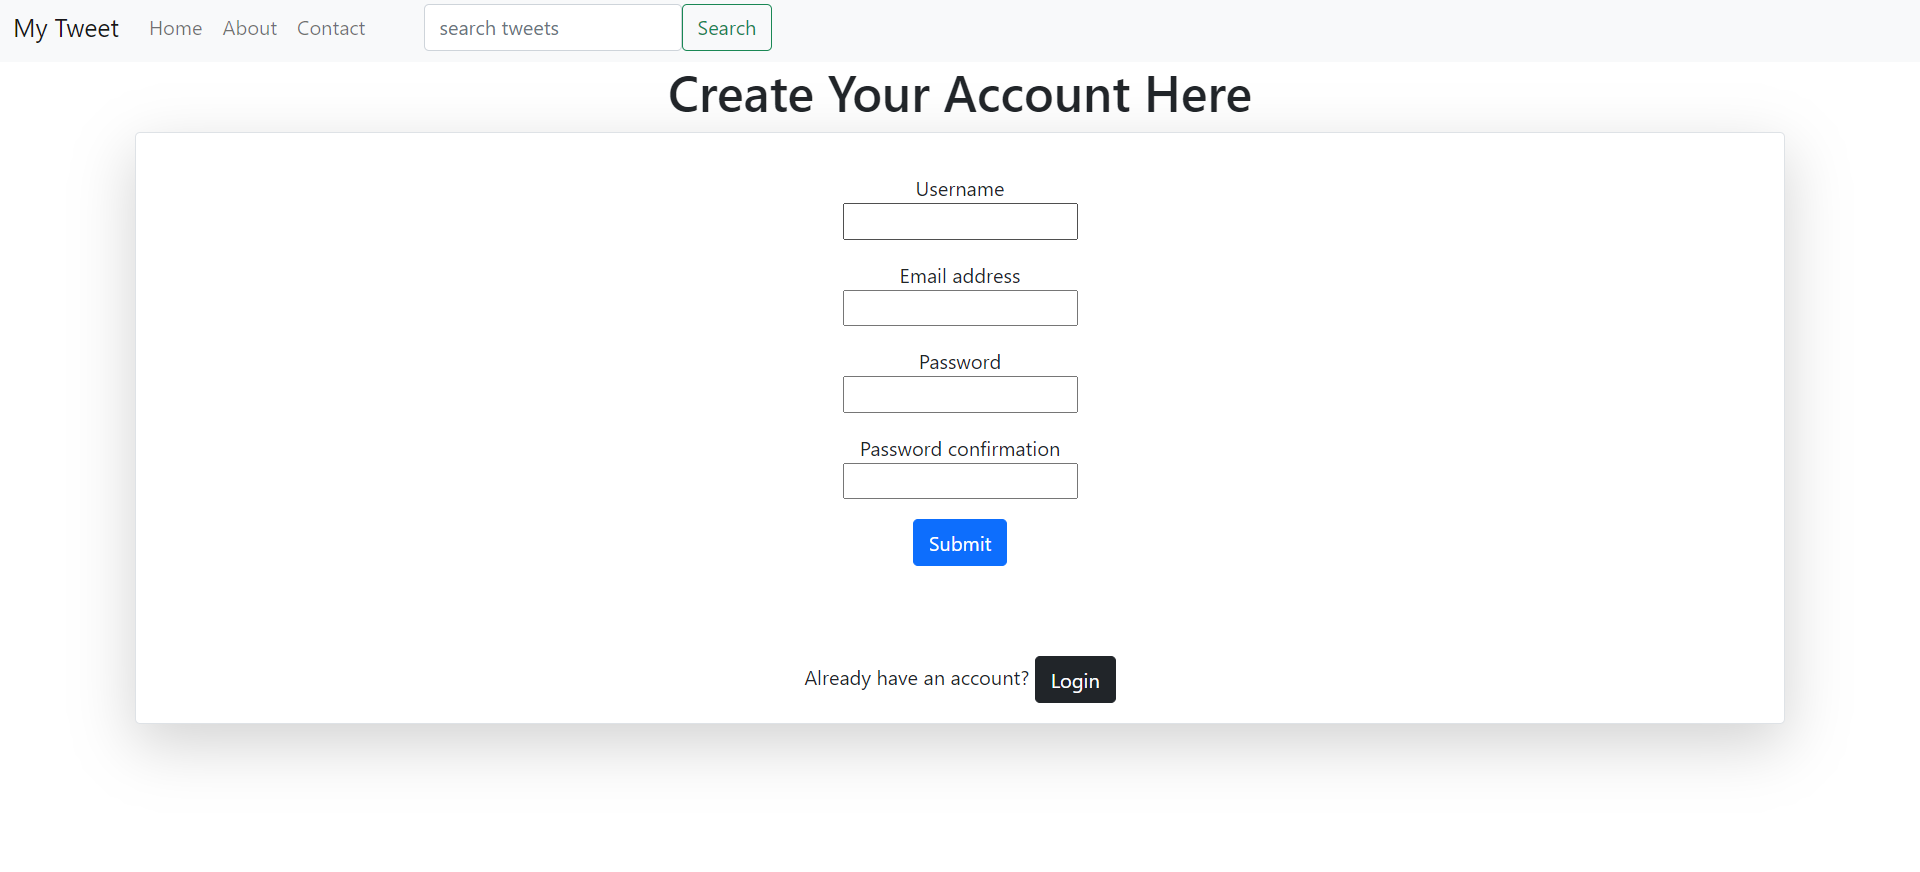 My Tweet Home About Contact search tweets Search
Create Your Account Here
Username
Email address
Password
Password confirmation
Submit
Already have an account? Login